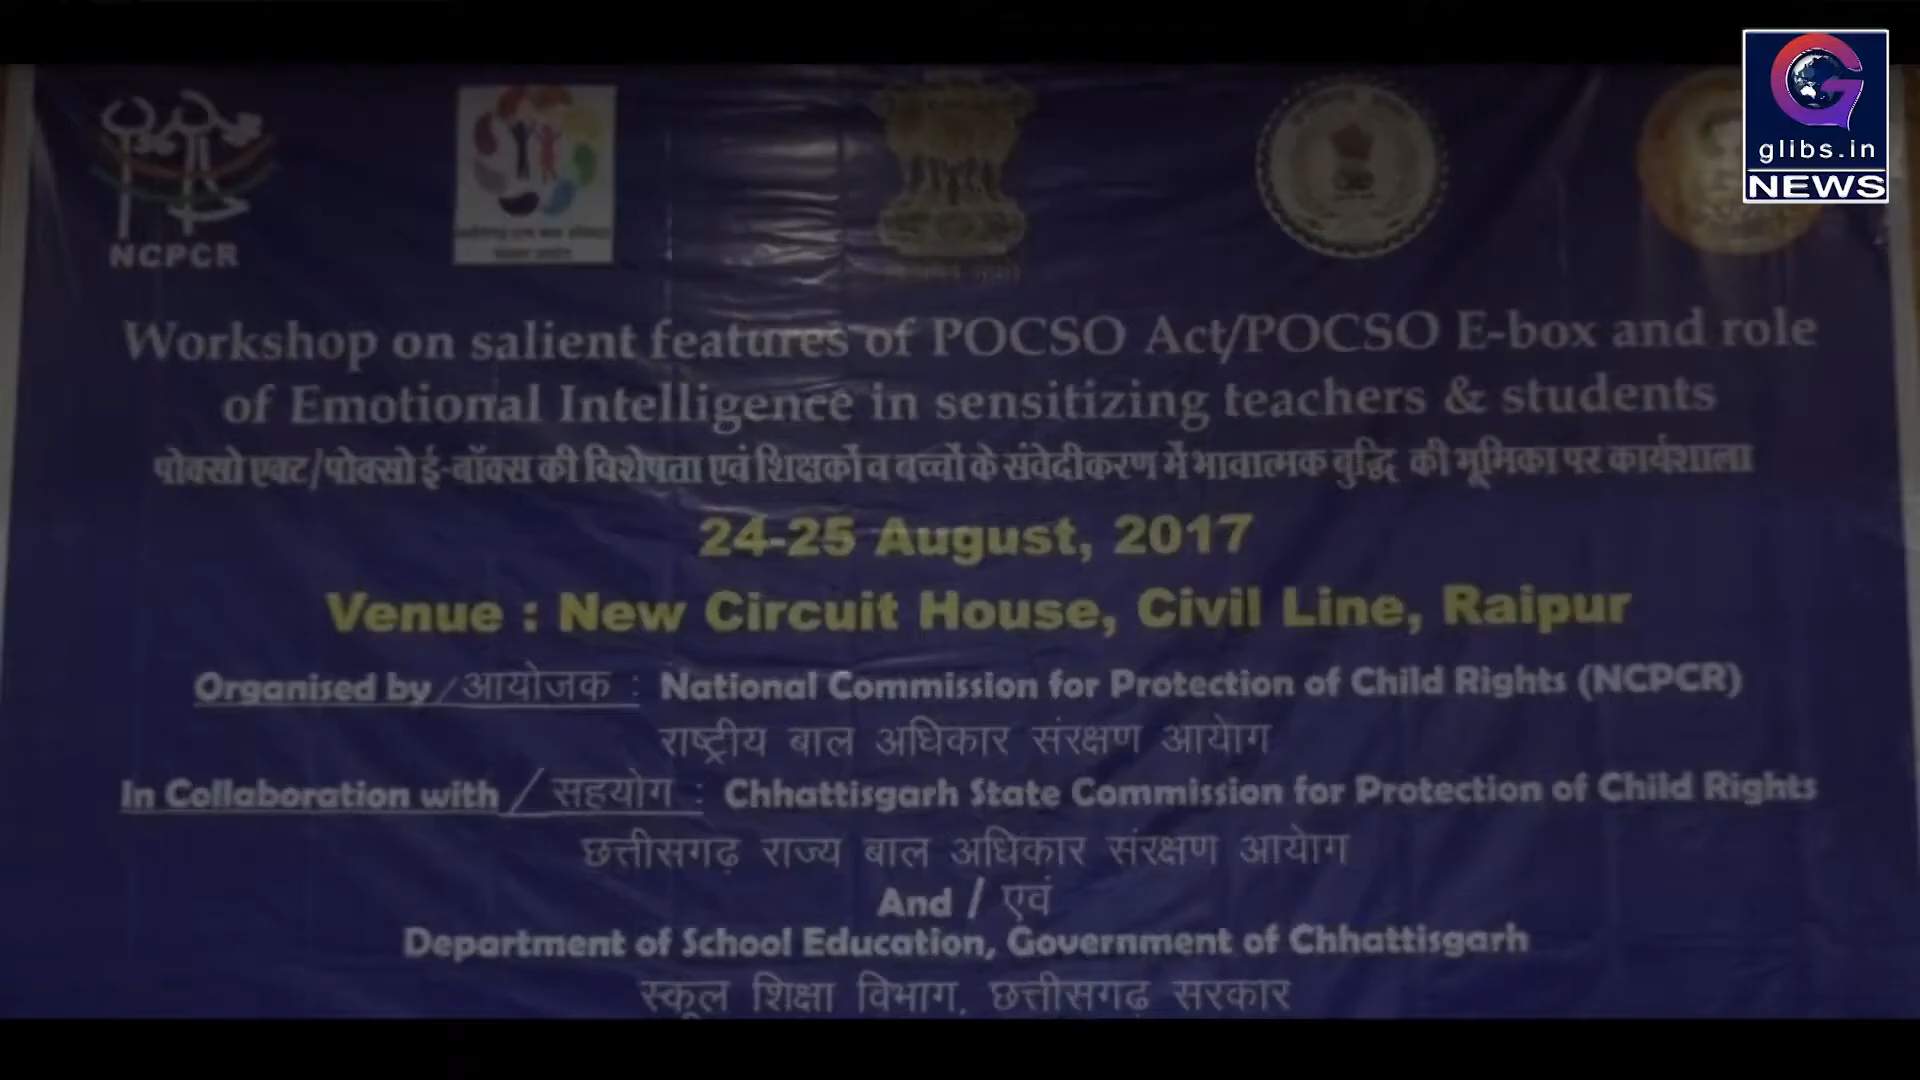 glibs.in
NEWS
NCPCR
Workshop on salient features of POCSO Act/POCSO E-box and role
of Emotional Intelligence in sensitizing teachers & students
पोक्सो एक्ट/पोक्सो ई-बॉक्स की विशेषता एवं शिक्षकों व बच्चों के संवेदीकरण में भावात्मक बुद्धि की भूमिका पर कार्यशाला
24-25 August, 2017
Venue : New Circuit House, Civil Line, Raipur
Organised by / आयोजक : National Commission for Protection of Child Rights (NCPCR)
राष्ट्रीय बाल अधिकार संरक्षण आयोग
In Collaboration with / सहयोग : Chhattisgarh State Commission for Protection of Child Rights
छत्तीसगढ़ राज्य बाल अधिकार संरक्षण आयोग
And / एवं
Department of School Education, Government of Chhattisgarh
स्कूल शिक्षा विभाग, छत्तीसगढ़ सरकार